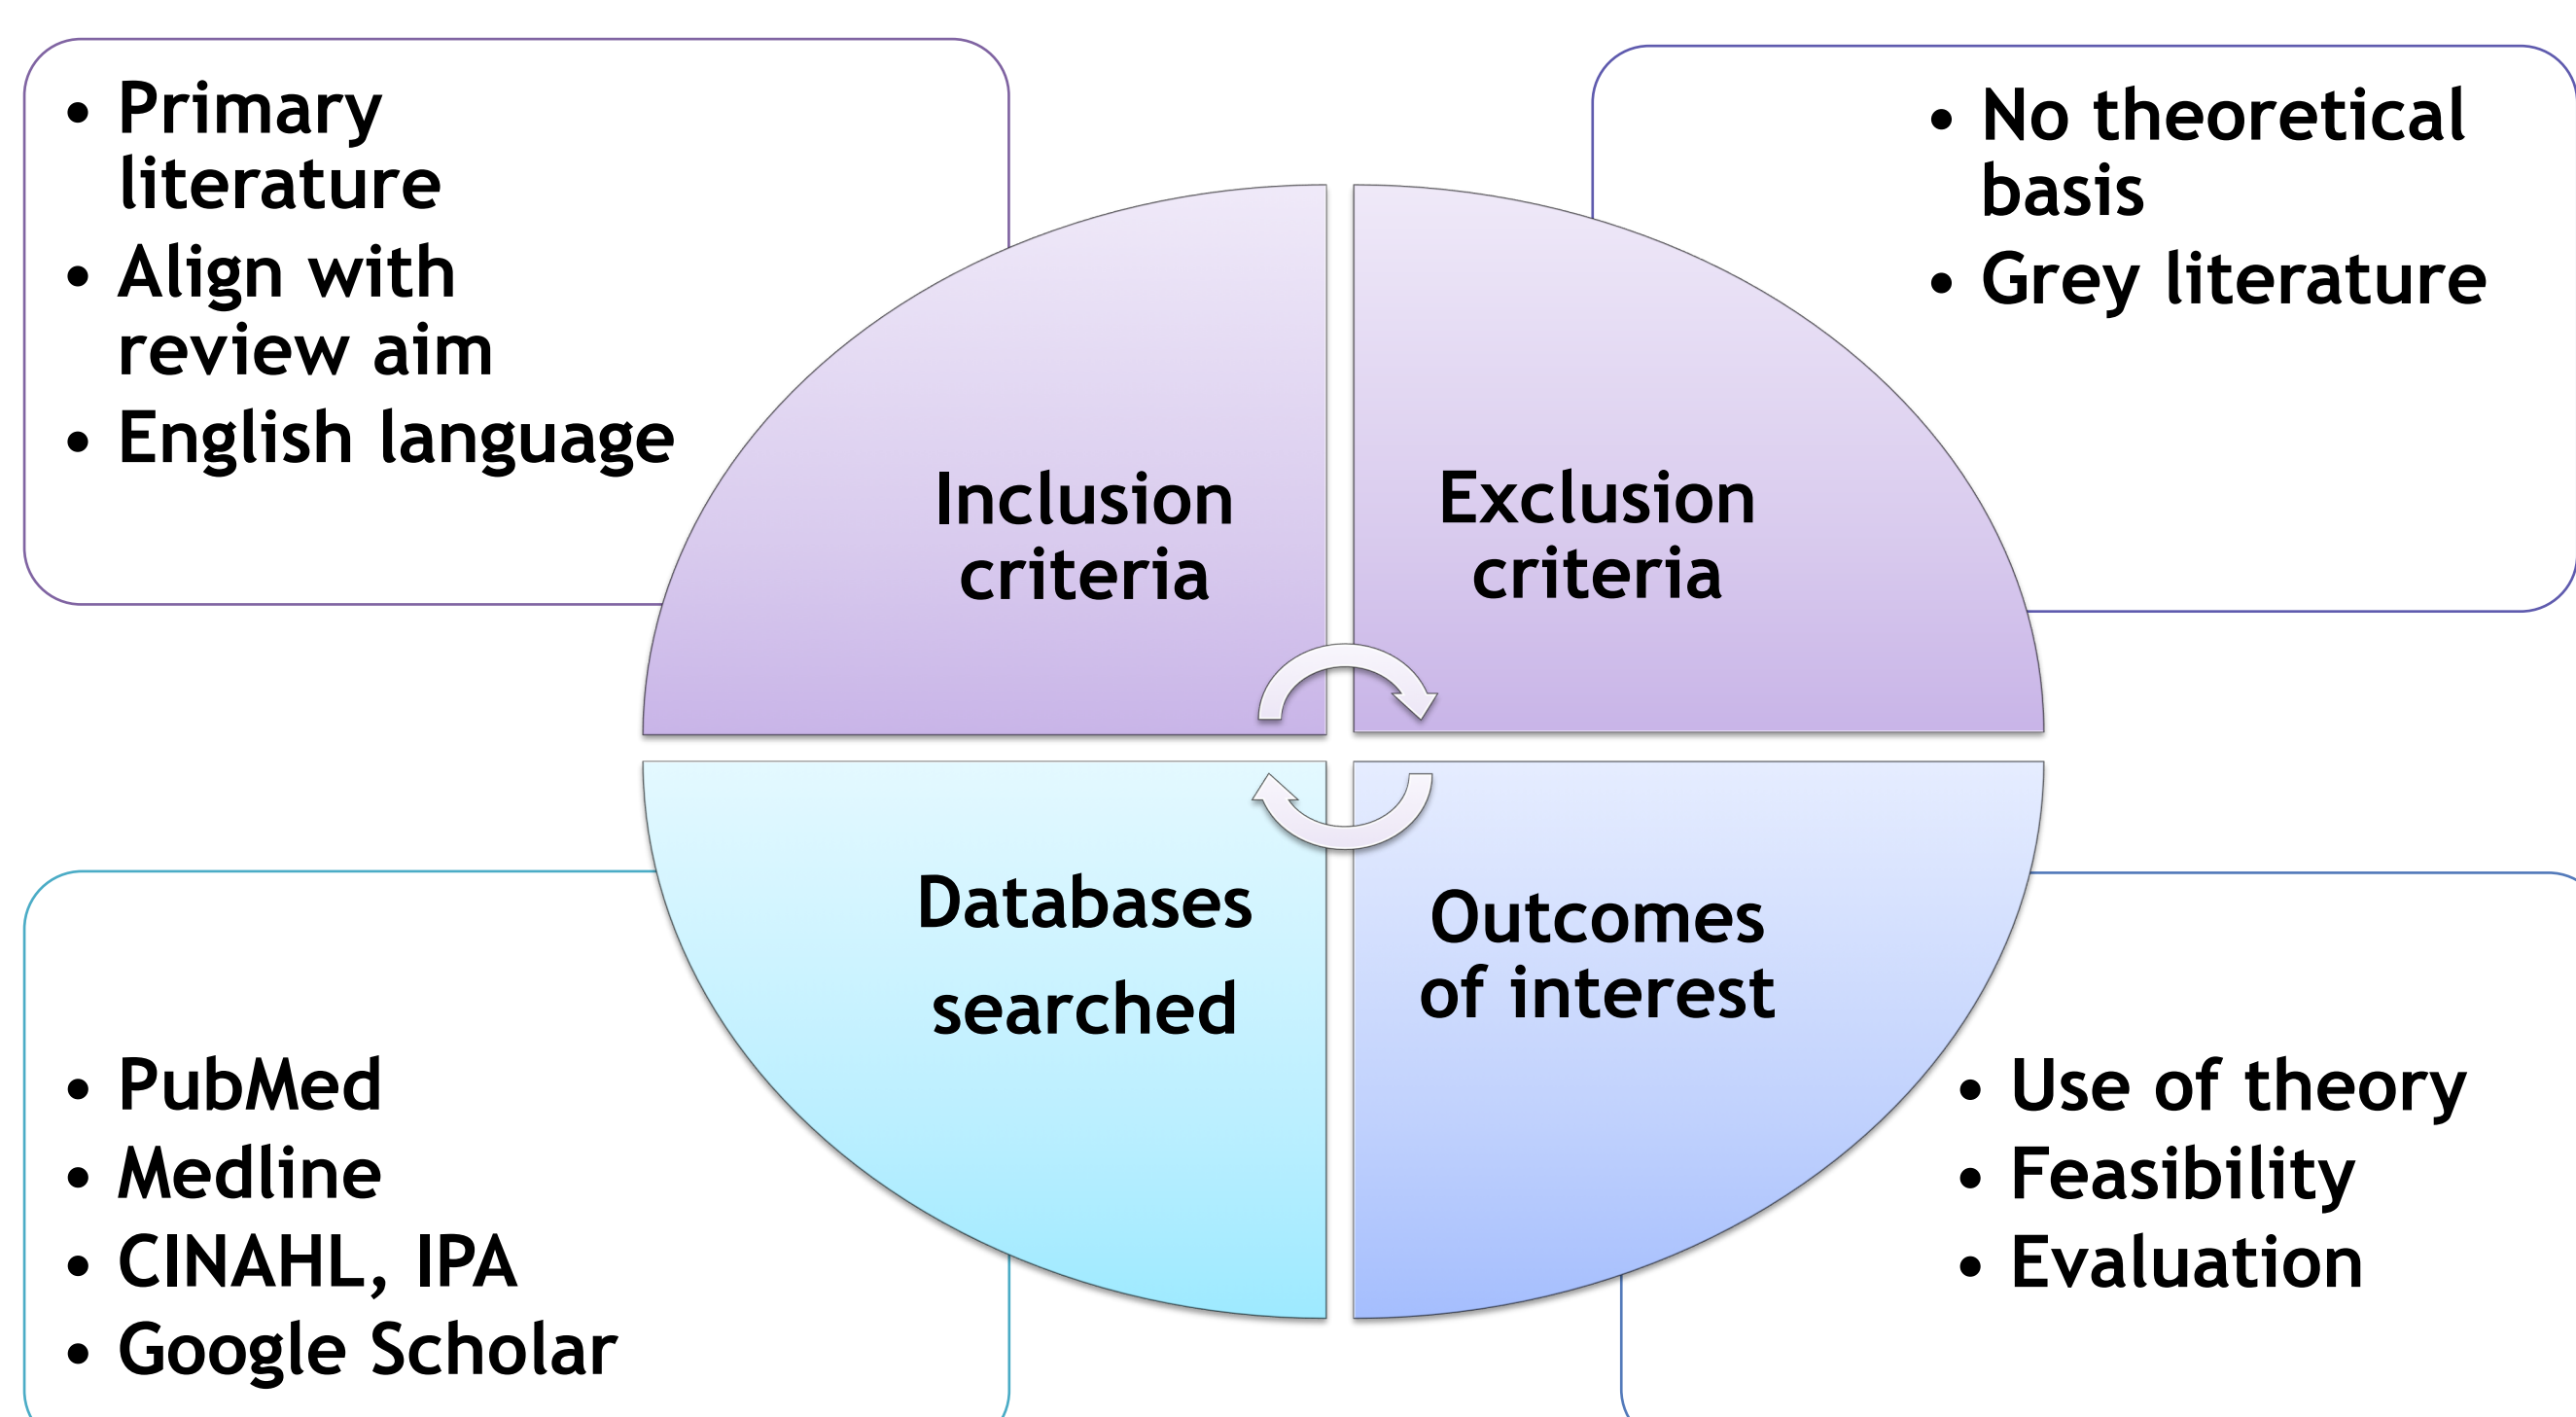 • Primary
literature
• Align with
review aim
• English language
Inclusion
criteria
• No theoretical
basis
• Grey literature
Exclusion
criteria
Databases
searched
• PubMed
• Medline
• CINAHL, IPA
• Google Scholar
Outcomes
of interest
• Use of theory
• Feasibility
• Evaluation